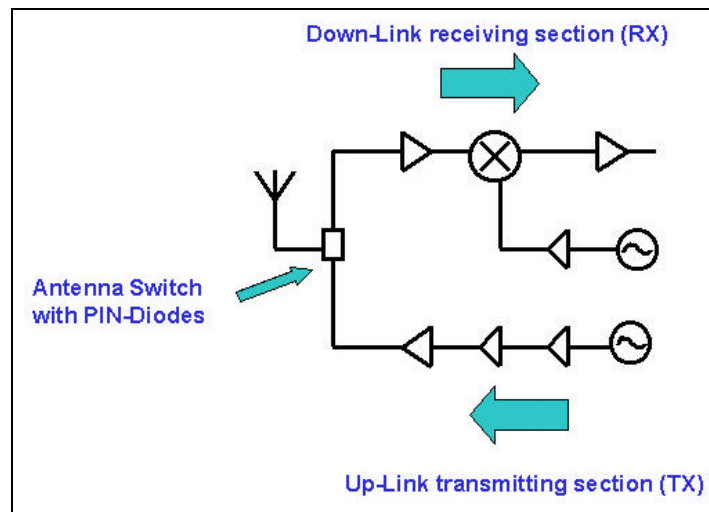 Down-Link receiving section (RX)
Antenna Switch
with PIN-Diodes
Up-Link transmitting section (TX)